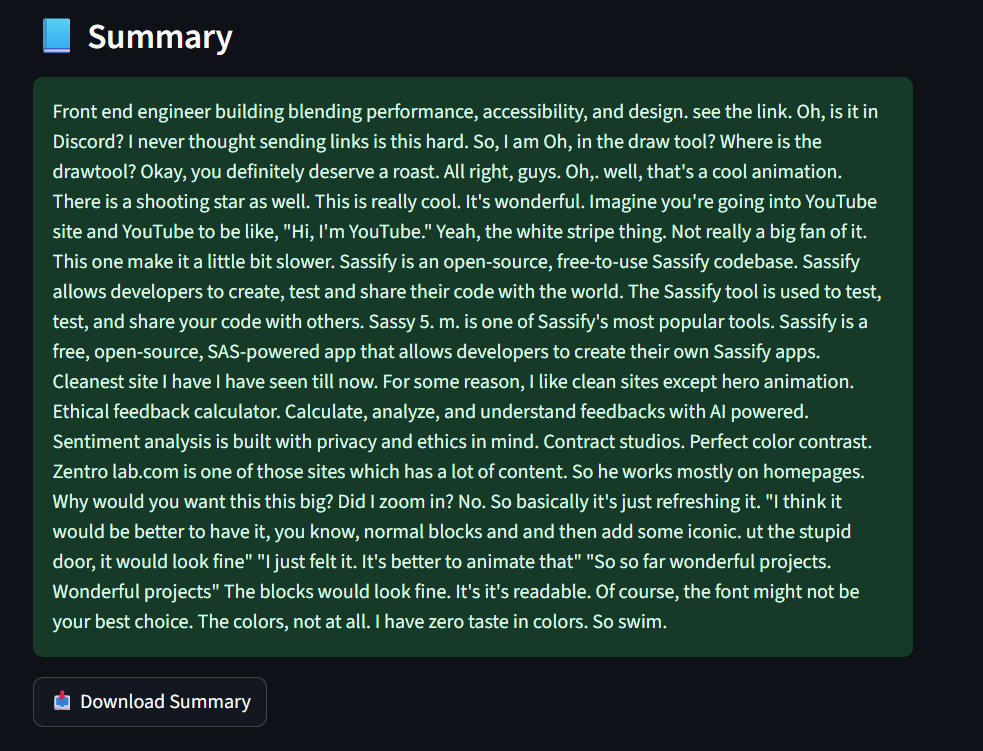 Summary
Front end engineer building blending performance, accessibility, and design. see the link. Oh, is it in
Discord? I never thought sending links is this hard. So, I am Oh, in the draw tool? Where is the
drawtool? Okay, you definitely deserve a roast. All right, guys. Oh,. well, that's a cool animation.
There is a shooting star as well. This is really cool. It's wonderful. Imagine you're going into YouTube
site and YouTube to be like, "Hi, I'm YouTube." Yeah, the white stripe thing. Not really a big fan of it.
This one make it a little bit slower. Sassify is an open-source, free-to-use Sassify codebase. Sassify
allows developers to create, test and share their code with the world. The Sassify tool is used to test,
test, and share your code with others. Sassy 5. m. is one of Sassify's most popular tools. Sassify is a
free, open-source, SAS-powered app that allows developers to create their own Sassify apps.
Cleanest site I have I have seen till now. For some reason, I like clean sites except hero animation.
Ethical feedback calculator. Calculate, analyze, and understand feedbacks with AI powered.
Sentiment analysis is built with privacy and ethics in mind. Contract studios. Perfect color contrast.
Zentro lab.com is one of those sites which has a lot of content. So he works mostly on homepages.
Why would you want this this big? Did I zoom in? No. So basically it's just refreshing it. "I think it
would be better to have it, you know, normal blocks and and then add some iconic. ut the stupid
door, it would look fine" "I just felt it. It's better to animate that" "So so far wonderful projects.
Wonderful projects" The blocks would look fine. It's it's readable. Of course, the font might not be
your best choice. The colors, not at all. I have zero taste in colors. So swim.
Download Summary